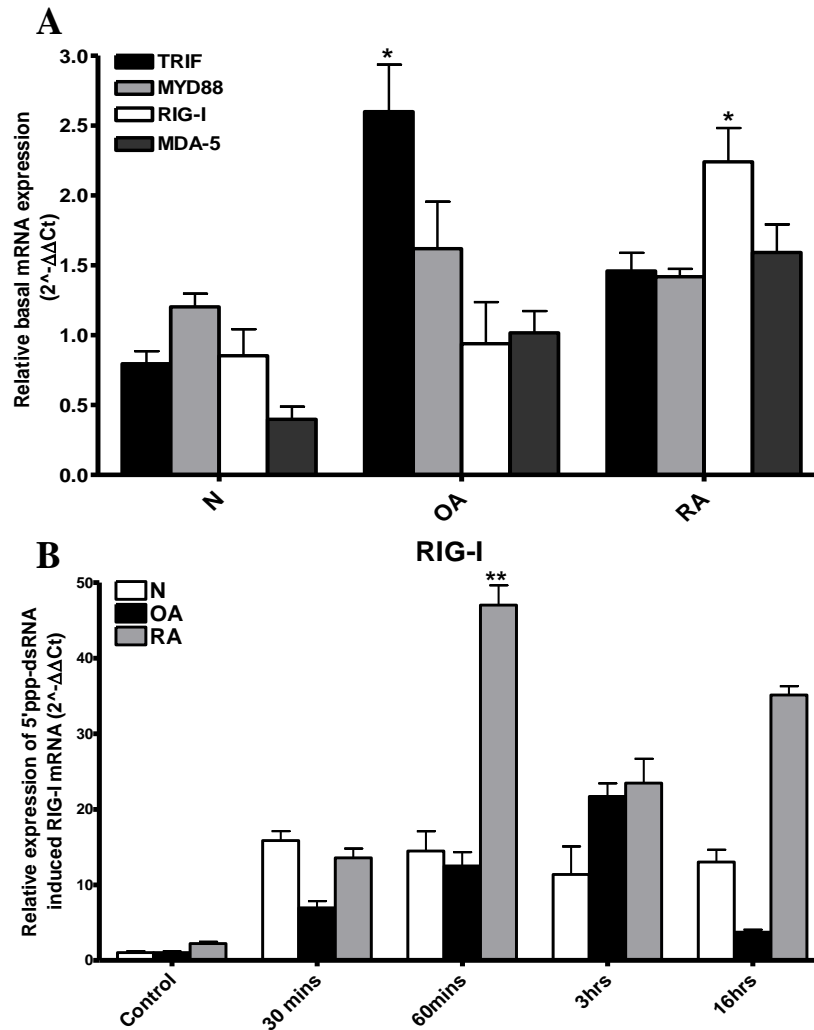 A
TRIF
MYD88
RIG-I
MDA-5
*
*
Relative basal mRNA expression
(2^-ΔΔCt)
3.0
2.5
2.0
1.5
1.0
0.5
0.0
N
OA
RA
B
RIG-I
N
OA
RA
**
Relative expression of 5'ppp-dsRNA
induced RIG-I mRNA (2^-ΔΔCt)
50
40
30
20
10
0
Control
30 mins
60mins
3hrs
16hrs